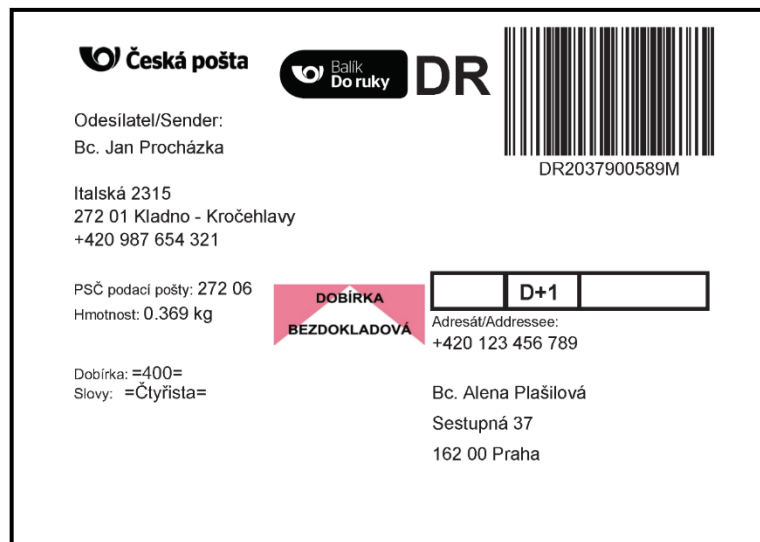 Česká pošta
Balík
Do ruky
DR
DR2037900589M
Odesílatel/Sender:
Bc. Jan Procházka
Italská 2315
272 01 Kladno - Kročehlavy
+420 987 654 321
PSČ podací pošty: 272 06
Hmotnost: 0.369 kg
DOBÍRKA
BEZDOKLADOVÁ
D+1
Adresát/Addressee:
+420 123 456 789
Dobírka: =400=
Slovy: =Čtyřista=
Bc. Alena Plašilová
Sestupná 37
162 00 Praha